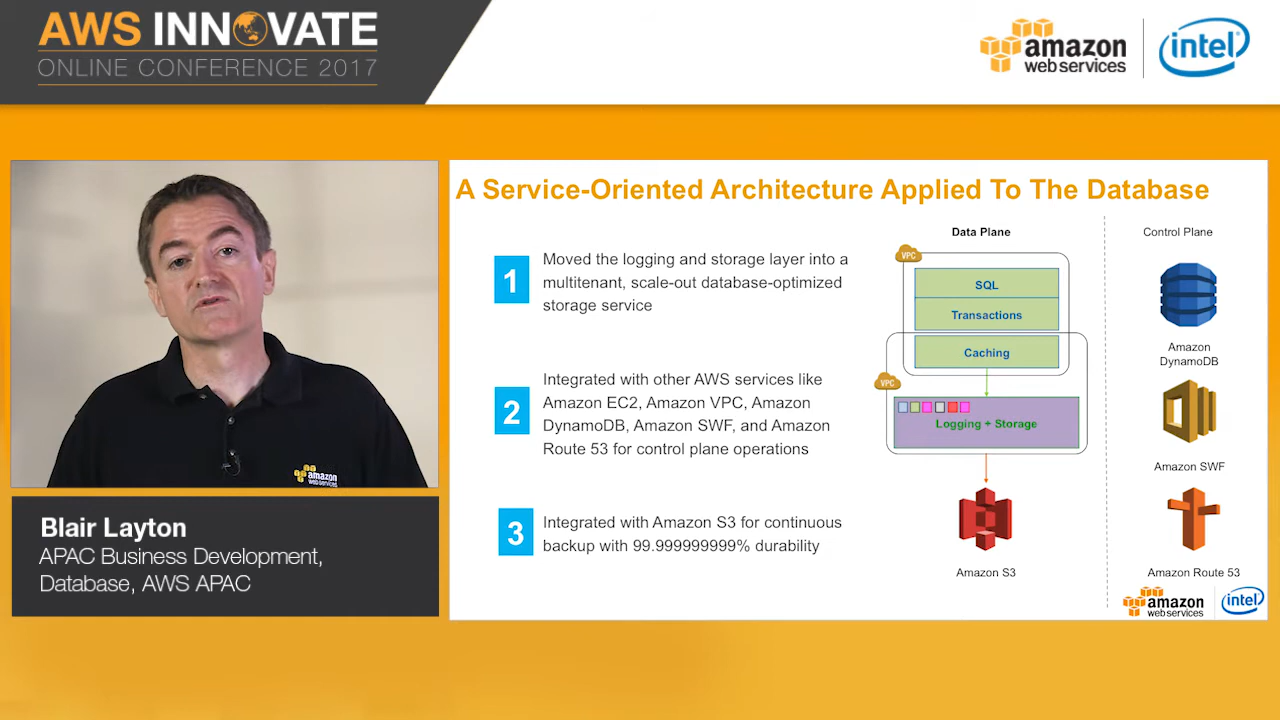 AWS INNOVATE
ONLINE CONFERENCE 2017
amazon
web services
intel
A Service-Oriented Architecture Applied To The Database
1
Moved the logging and storage layer into a
multitenant, scale-out database-optimized
storage service
2
Integrated with other AWS services like
Amazon EC2, Amazon VPC, Amazon
DynamoDB, Amazon SWF, and Amazon
Route 53 for control plane operations
3
Integrated with Amazon S3 for continuous
backup with 99.999999999% durability
Data Plane
VPC
SQL
Transactions
Caching
VPC
Logging + Storage
Amazon S3
Control Plane
Amazon
DynamoDB
Amazon SWF
Amazon Route 53
amazon
web services
intel
amazon
web services
Blair Layton
APAC Business Development,
Database, AWS APAC